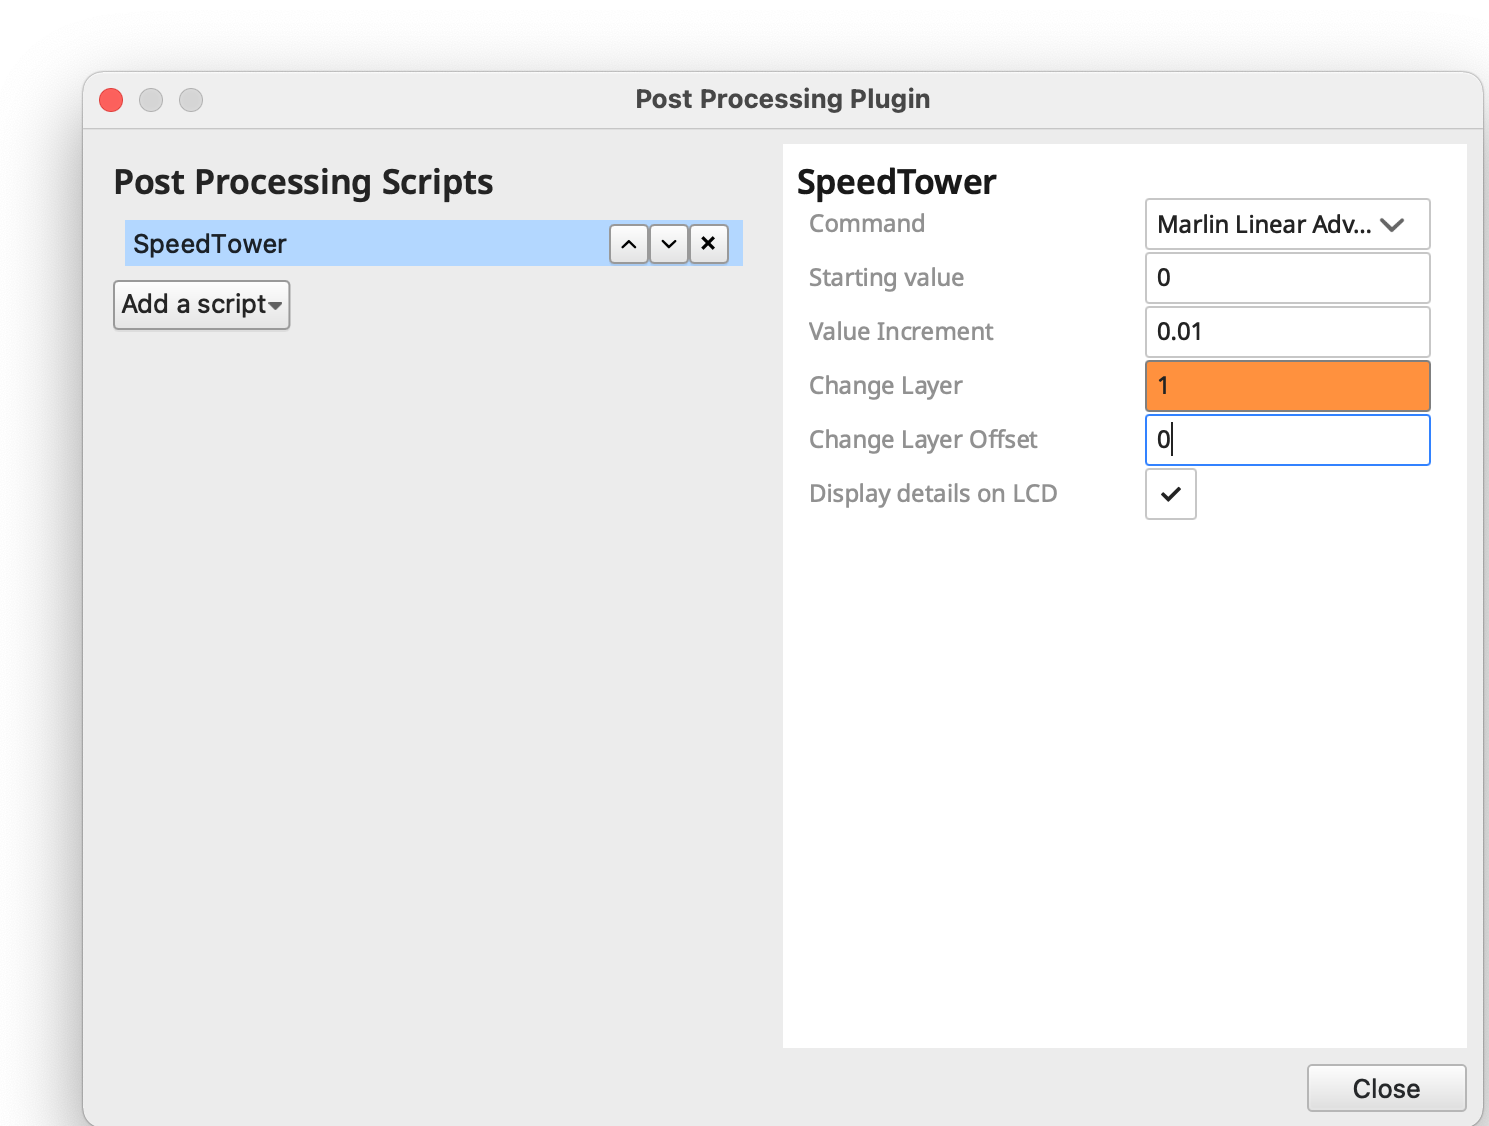 Post Processing Plugin
Post Processing Scripts
SpeedTower
Add a script
SpeedTower
Command Marlin Linear Adv...
Starting value 0
Value Increment 0.01
Change Layer 1
Change Layer Offset 0
Display details on LCD
Close